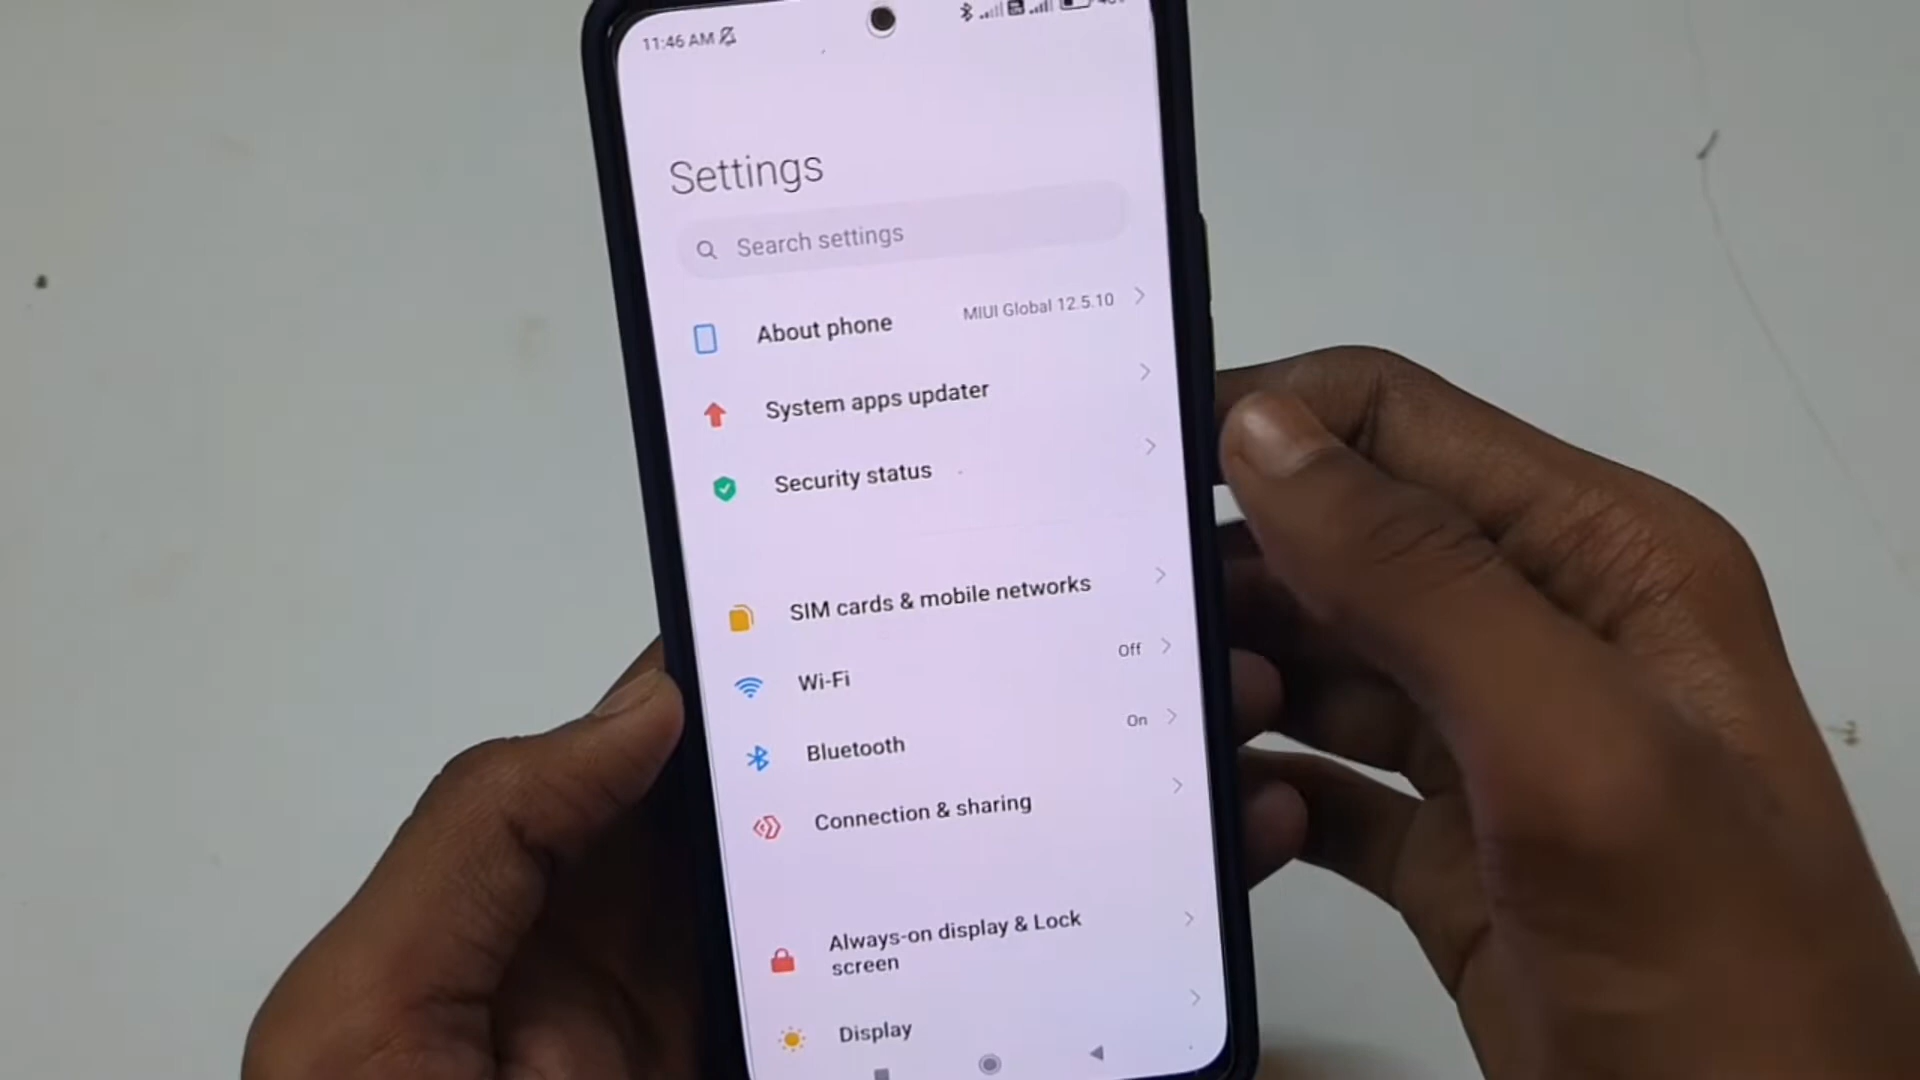 11:46 AM
Settings
Search settings
About phone MIUI Global 12.5.10
System apps updater
Security status
SIM cards & mobile networks
Wi-Fi Off
Bluetooth On
Connection & sharing
Always-on display & Lock
screen
Display